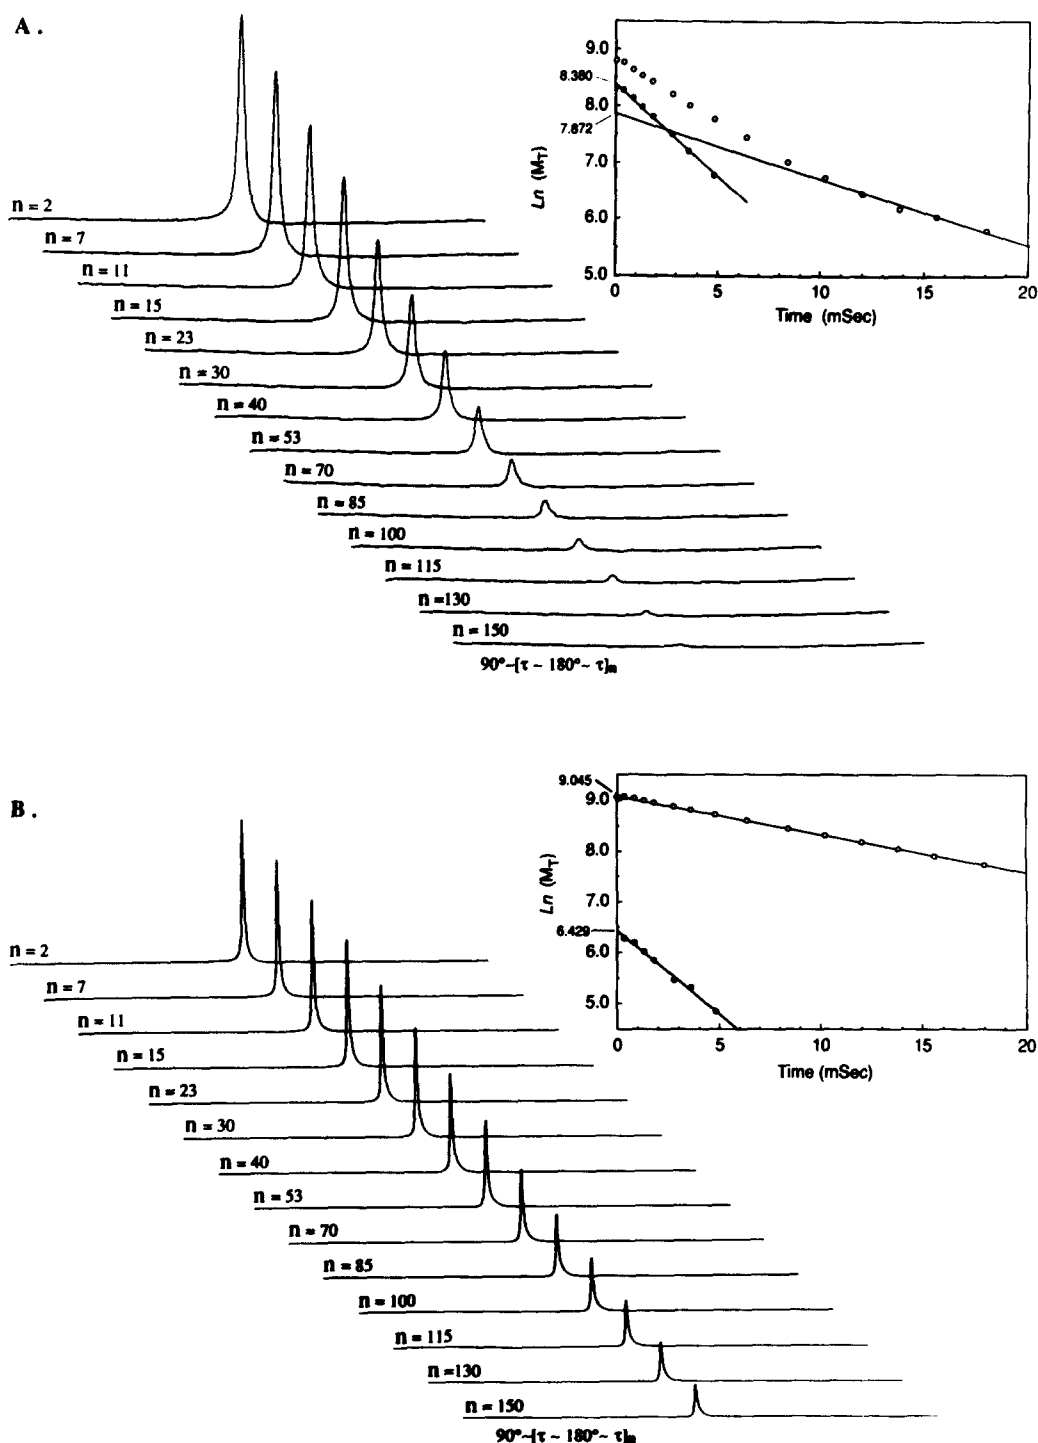 A.
9.0
8.380
8.0
7.872
7.0
6.0
5.0
Ln (M_T)
0 5 10 15 20
Time (mSec)
n = 2
n = 7
n = 11
n = 15
n = 23
n = 30
n = 40
n = 53
n = 70
n = 85
n = 100
n = 115
n =130
n = 150
90°~[τ ~ 180°~ τ]n
B.
9.045
9.0
8.0
7.0
6.429
6.0
5.0
Ln (M_T)
0 5 10 15 20
Time (mSec)
n = 2
n = 7
n = 11
n = 15
n = 23
n = 30
n = 40
n = 53
n = 70
n = 85
n = 100
n = 115
n =130
n = 150
90°~[τ ~ 180°~ τ]n